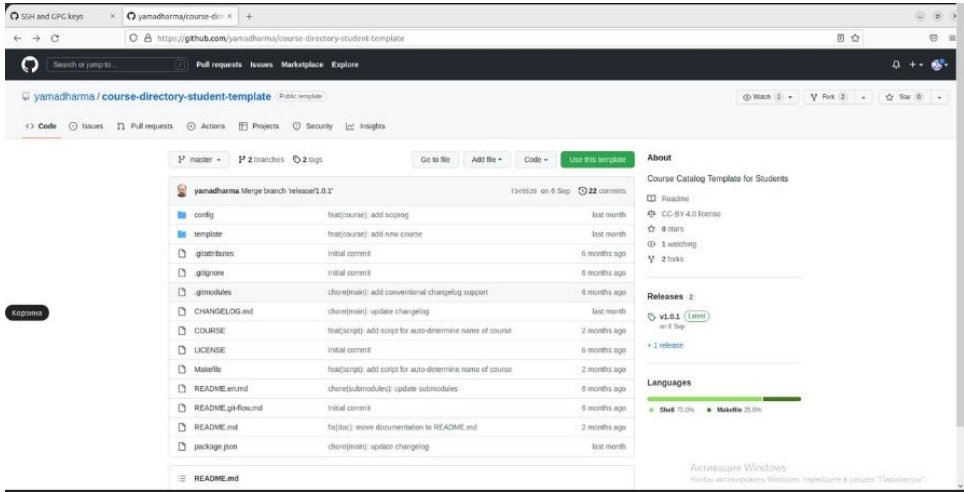 SSH and GPG keys × yamadharma/course-dire × +
https://github.com/yamadharma/course-directory-student-template
Search or jump to... / Pull requests Issues Marketplace Explore
yamadharma / course-directory-student-template Public template
Watch 1 Fork 2 Star 0
Code Issues Pull requests Actions Projects Security Insights
master 2 branches 2 tags Go to file Add file Code Use this template
yamadharma Merge branch 'release/1.0.1' on 6 Sep 22 commits
config feat(course): add sciprog last month
template feat(course): add new course last month
.gitattributes Initial commit 6 months ago
.gitignore Initial commit 6 months ago
.gitmodules chore(main): add conventional changelog support 6 months ago
CHANGELOG.md chore(main): update changelog last month
COURSE feat(script): add script for auto-determine name of course 2 months ago
LICENSE Initial commit 6 months ago
Makefile feat(script): add script for auto-determine name of course 2 months ago
README.en.md chore(submodules): update submodules 6 months ago
README.git-flow.md Initial commit 6 months ago
README.md fix(doc): move documentation to README.md 2 months ago
package.json chore(main): update changelog last month
README.md
About
Course Catalog Template for Students
Readme
CC-BY-4.0 license
0 stars
1 watching
2 forks
Releases 2
v1.0.1 Latest
on 6 Sep
+ 1 release
Languages
Shell 75.0% Makefile 25.0%
Корзина
Активация Windows
Чтобы активировать Windows, перейдите в раздел "Параметры".